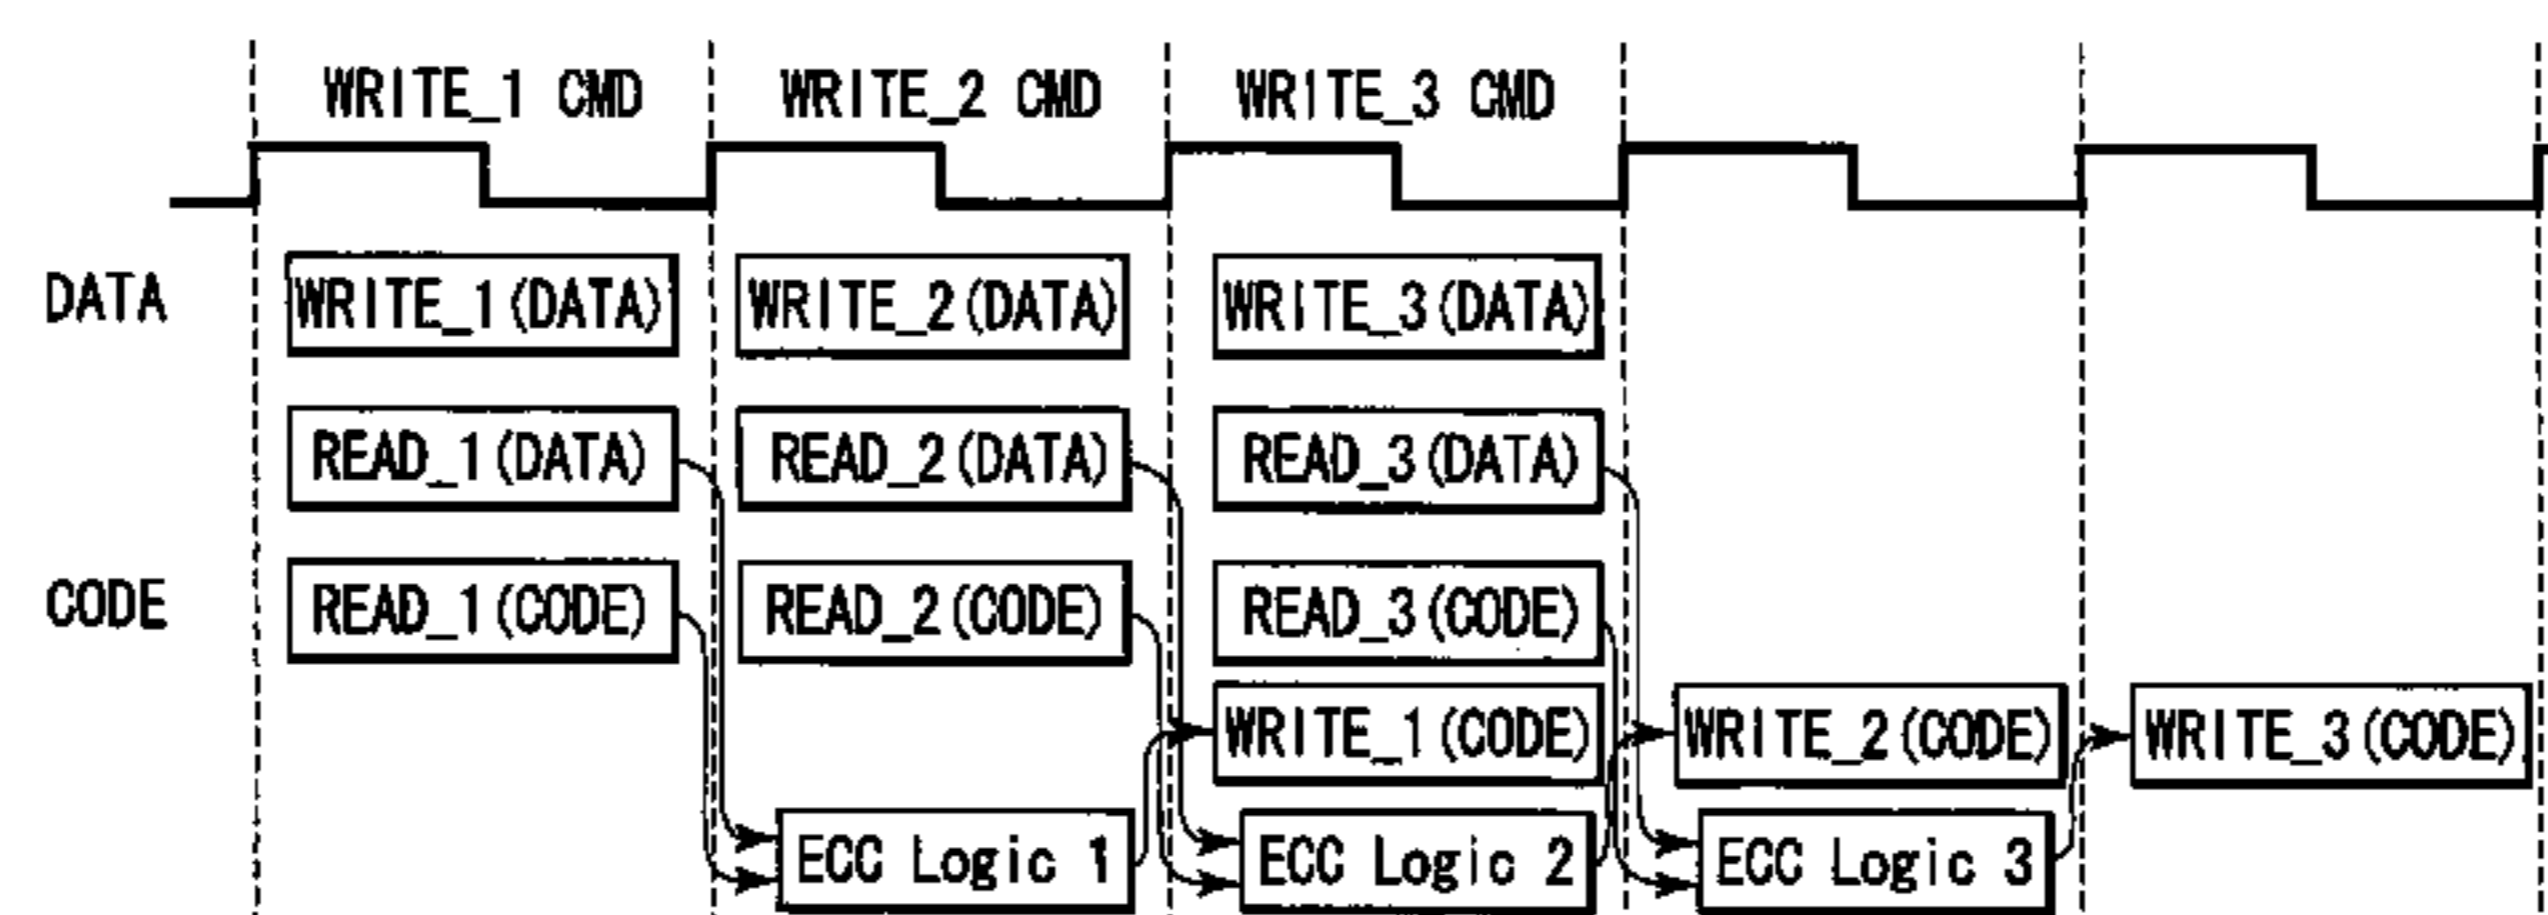 WRITE_1 CMD WRITE_2 CMD WRITE_3 CMD
DATA WRITE_1(DATA) WRITE_2(DATA) WRITE_3(DATA)
READ_1(DATA) READ_2(DATA) READ_3(DATA)
CODE READ_1(CODE) READ_2(CODE) READ_3(CODE)
WRITE_1(CODE) WRITE_2(CODE) WRITE_3(CODE)
ECC Logic 1 ECC Logic 2 ECC Logic 3